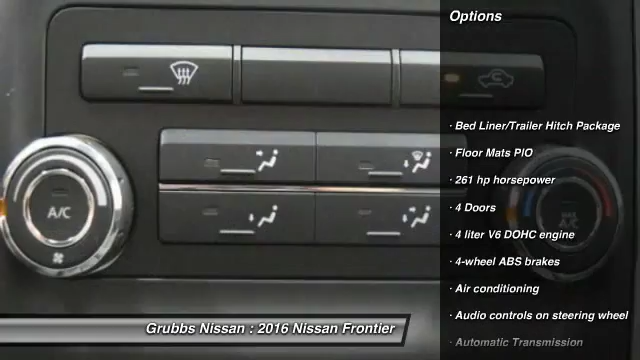 Options
· Bed Liner/Trailer Hitch Package
· Floor Mats PIO
· 261 hp horsepower
· 4 Doors
· 4 liter V6 DOHC engine
· 4-wheel ABS brakes
· Air conditioning
· Audio controls on steering wheel
· Automatic Transmission
A/C
MAX
A/C
Grubbs Nissan : 2016 Nissan Frontier